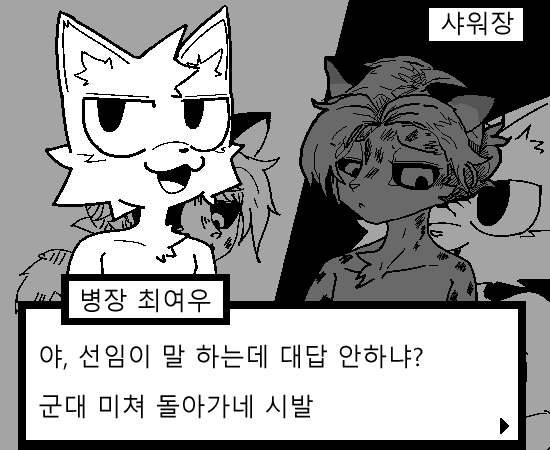 샤워장
병장 최여우
야, 선임이 말 하는데 대답 안하냐?
군대 미쳐 돌아가네 시발